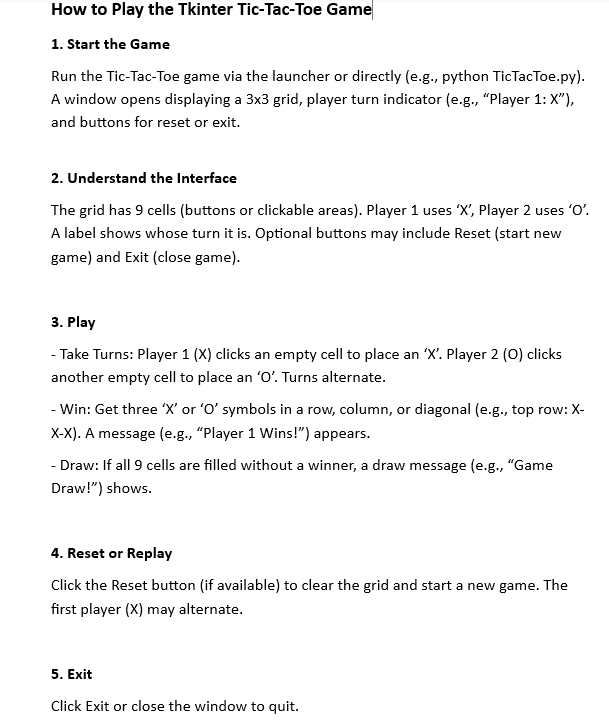 How to Play the Tkinter Tic-Tac-Toe Game
1. Start the Game
Run the Tic-Tac-Toe game via the launcher or directly (e.g., python TicTacToe.py).
A window opens displaying a 3x3 grid, player turn indicator (e.g., “Player 1: X”),
and buttons for reset or exit.
2. Understand the Interface
The grid has 9 cells (buttons or clickable areas). Player 1 uses ‘X’, Player 2 uses ‘O’.
A label shows whose turn it is. Optional buttons may include Reset (start new
game) and Exit (close game).
3. Play
- Take Turns: Player 1 (X) clicks an empty cell to place an ‘X’. Player 2 (O) clicks
another empty cell to place an ‘O’. Turns alternate.
- Win: Get three ‘X’ or ‘O’ symbols in a row, column, or diagonal (e.g., top row: X-
X-X). A message (e.g., “Player 1 Wins!”) appears.
- Draw: If all 9 cells are filled without a winner, a draw message (e.g., “Game
Draw!”) shows.
4. Reset or Replay
Click the Reset button (if available) to clear the grid and start a new game. The
first player (X) may alternate.
5. Exit
Click Exit or close the window to quit.